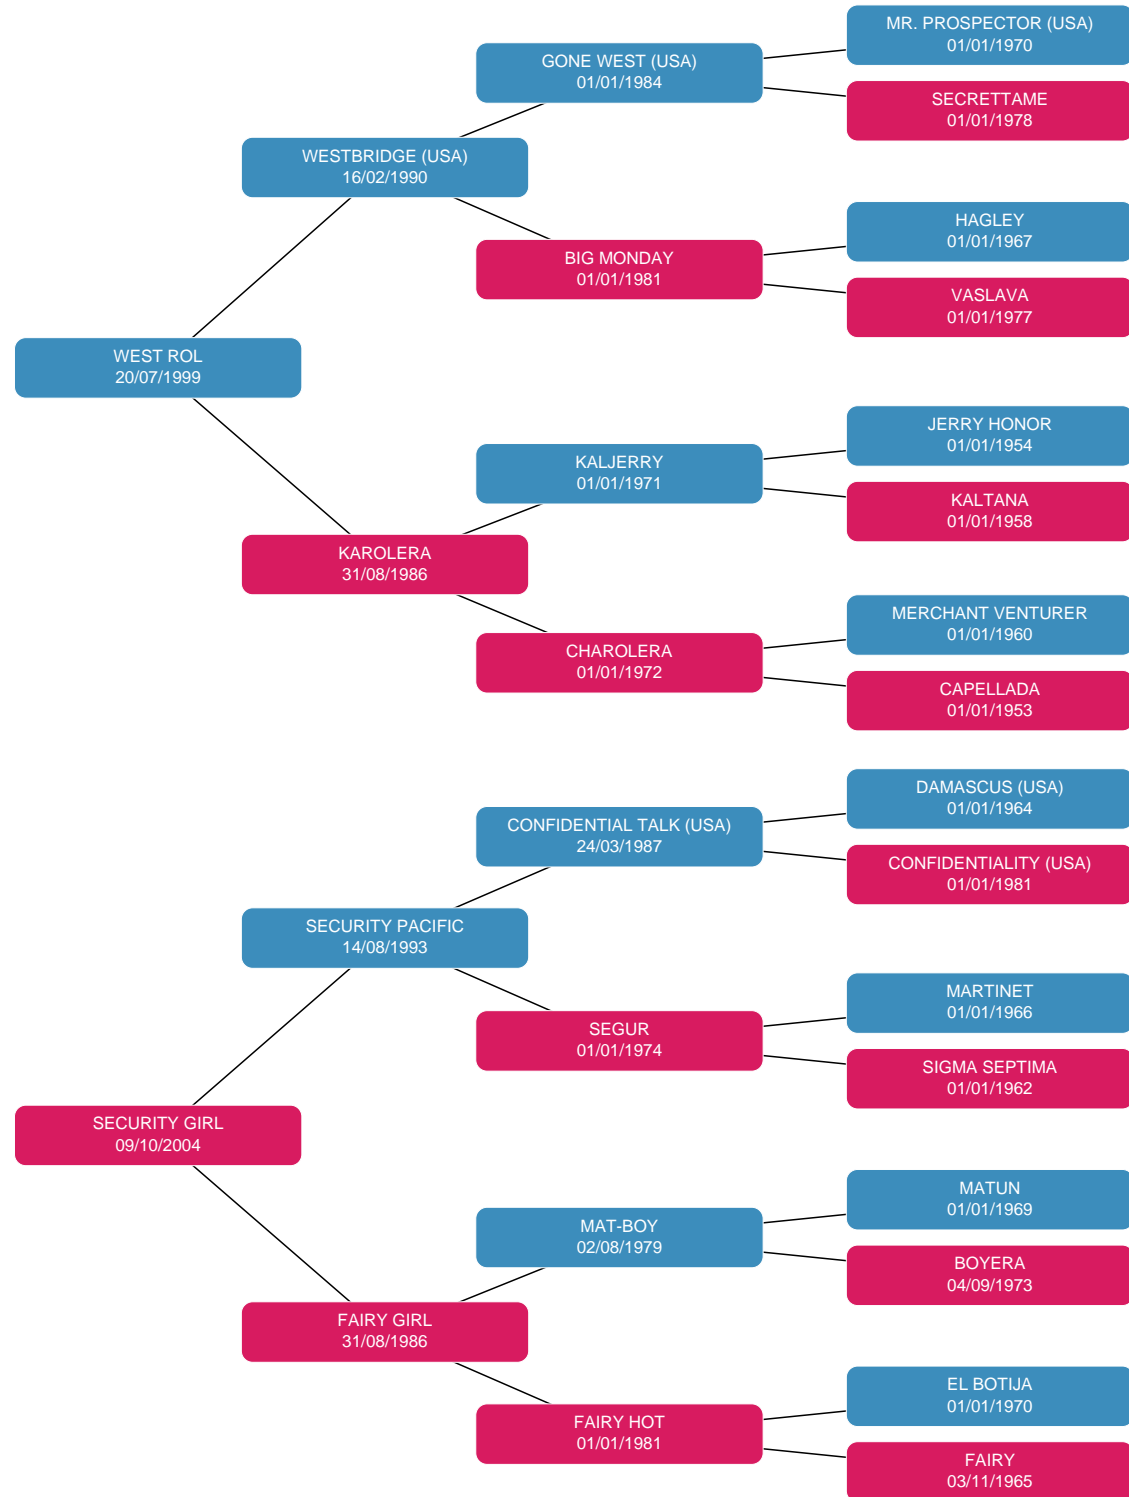 MR. PROSPECTOR (USA)
01/01/1970
GONE WEST (USA)
01/01/1984
SECRETTAME
01/01/1978
WESTBRIDGE (USA)
16/02/1990
HAGLEY
01/01/1967
BIG MONDAY
01/01/1981
VASLAVA
01/01/1977
WEST ROL
20/07/1999
JERRY HONOR
01/01/1954
KALJERRY
01/01/1971
KALTANA
01/01/1958
KAROLERA
31/08/1986
MERCHANT VENTURER
01/01/1960
CHAROLERA
01/01/1972
CAPELLADA
01/01/1953
DAMASCUS (USA)
01/01/1964
CONFIDENTIAL TALK (USA)
24/03/1987
CONFIDENTIALITY (USA)
01/01/1981
SECURITY PACIFIC
14/08/1993
MARTINET
01/01/1966
SEGUR
01/01/1974
SIGMA SEPTIMA
01/01/1962
SECURITY GIRL
09/10/2004
MATUN
01/01/1969
MAT-BOY
02/08/1979
BOYERA
04/09/1973
FAIRY GIRL
31/08/1986
EL BOTIJA
01/01/1970
FAIRY HOT
01/01/1981
FAIRY
03/11/1965